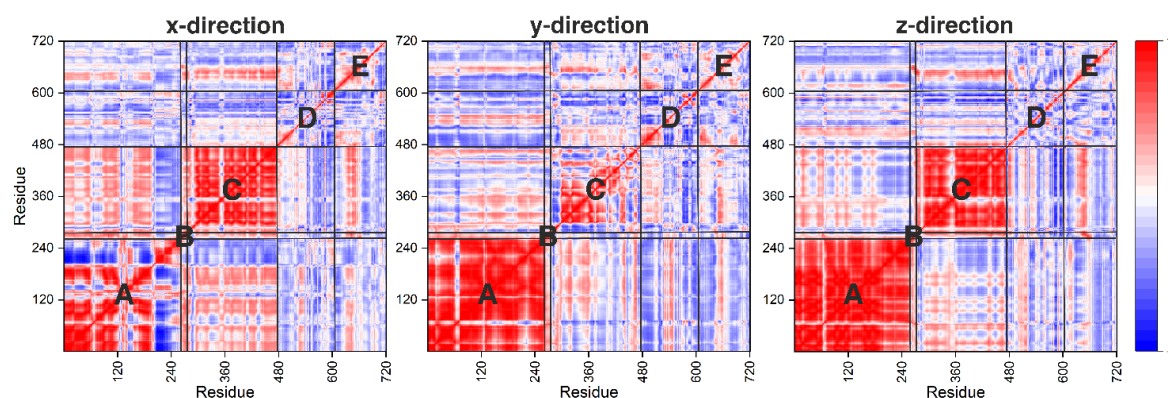 x-direction y-direction z-direction
720 720 720
600 600 600
480 480 480
360 360 360
240 240 240
120 120 120
Residue
E E E
D D D
C C C
B B B
A A A
120 240 360 480 600 720 120 240 360 480 600 720 120 240 360 480 600 720
Residue Residue Residue